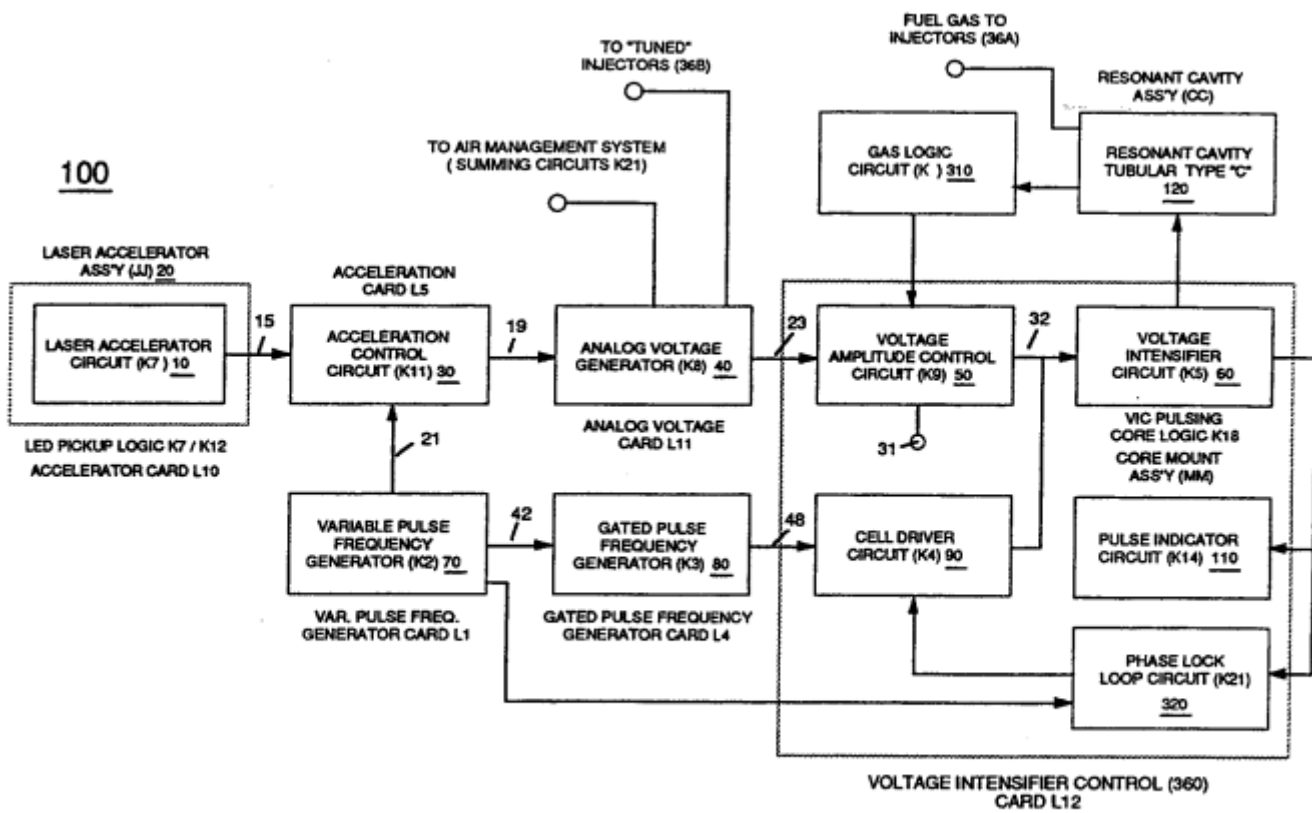 FUEL GAS TO
INJECTORS (36A)
TO "TUNED"
INJECTORS (36B)
RESONANT CAVITY
ASS'Y (CC)
TO AIR MANAGEMENT SYSTEM
( SUMMING CIRCUITS K21)
GAS LOGIC
CIRCUIT (K ) 310
RESONANT CAVITY
TUBULAR TYPE "C"
120
100
LASER ACCELERATOR
ASS'Y (JJ) 20
ACCELERATION
CARD L5
15
19
23
32
LASER ACCELERATOR
CIRCUIT (K7 ) 10
ACCELERATION
CONTROL
CIRCUIT (K11) 30
ANALOG VOLTAGE
GENERATOR (K8) 40
VOLTAGE
AMPLITUDE CONTROL
CIRCUIT (K9) 50
VOLTAGE
INTENSIFIER
CIRCUIT (K5) 60
LED PICKUP LOGIC K7 / K12
ACCELERATOR CARD L10
21
ANALOG VOLTAGE
CARD L11
31
VIC PULSING
CORE LOGIC K18
CORE MOUNT
ASS'Y (MM)
VARIABLE PULSE
FREQUENCY
GENERATOR (K2) 70
42
GATED PULSE
FREQUENCY
GENERATOR (K3) 80
48
CELL DRIVER
CIRCUIT (K4) 90
PULSE INDICATOR
CIRCUIT (K14) 110
VAR. PULSE FREQ.
GENERATOR CARD L1
GATED PULSE FREQUENCY
GENERATOR CARD L4
PHASE LOCK
LOOP CIRCUIT (K21)
320
VOLTAGE INTENSIFIER CONTROL (360)
CARD L12